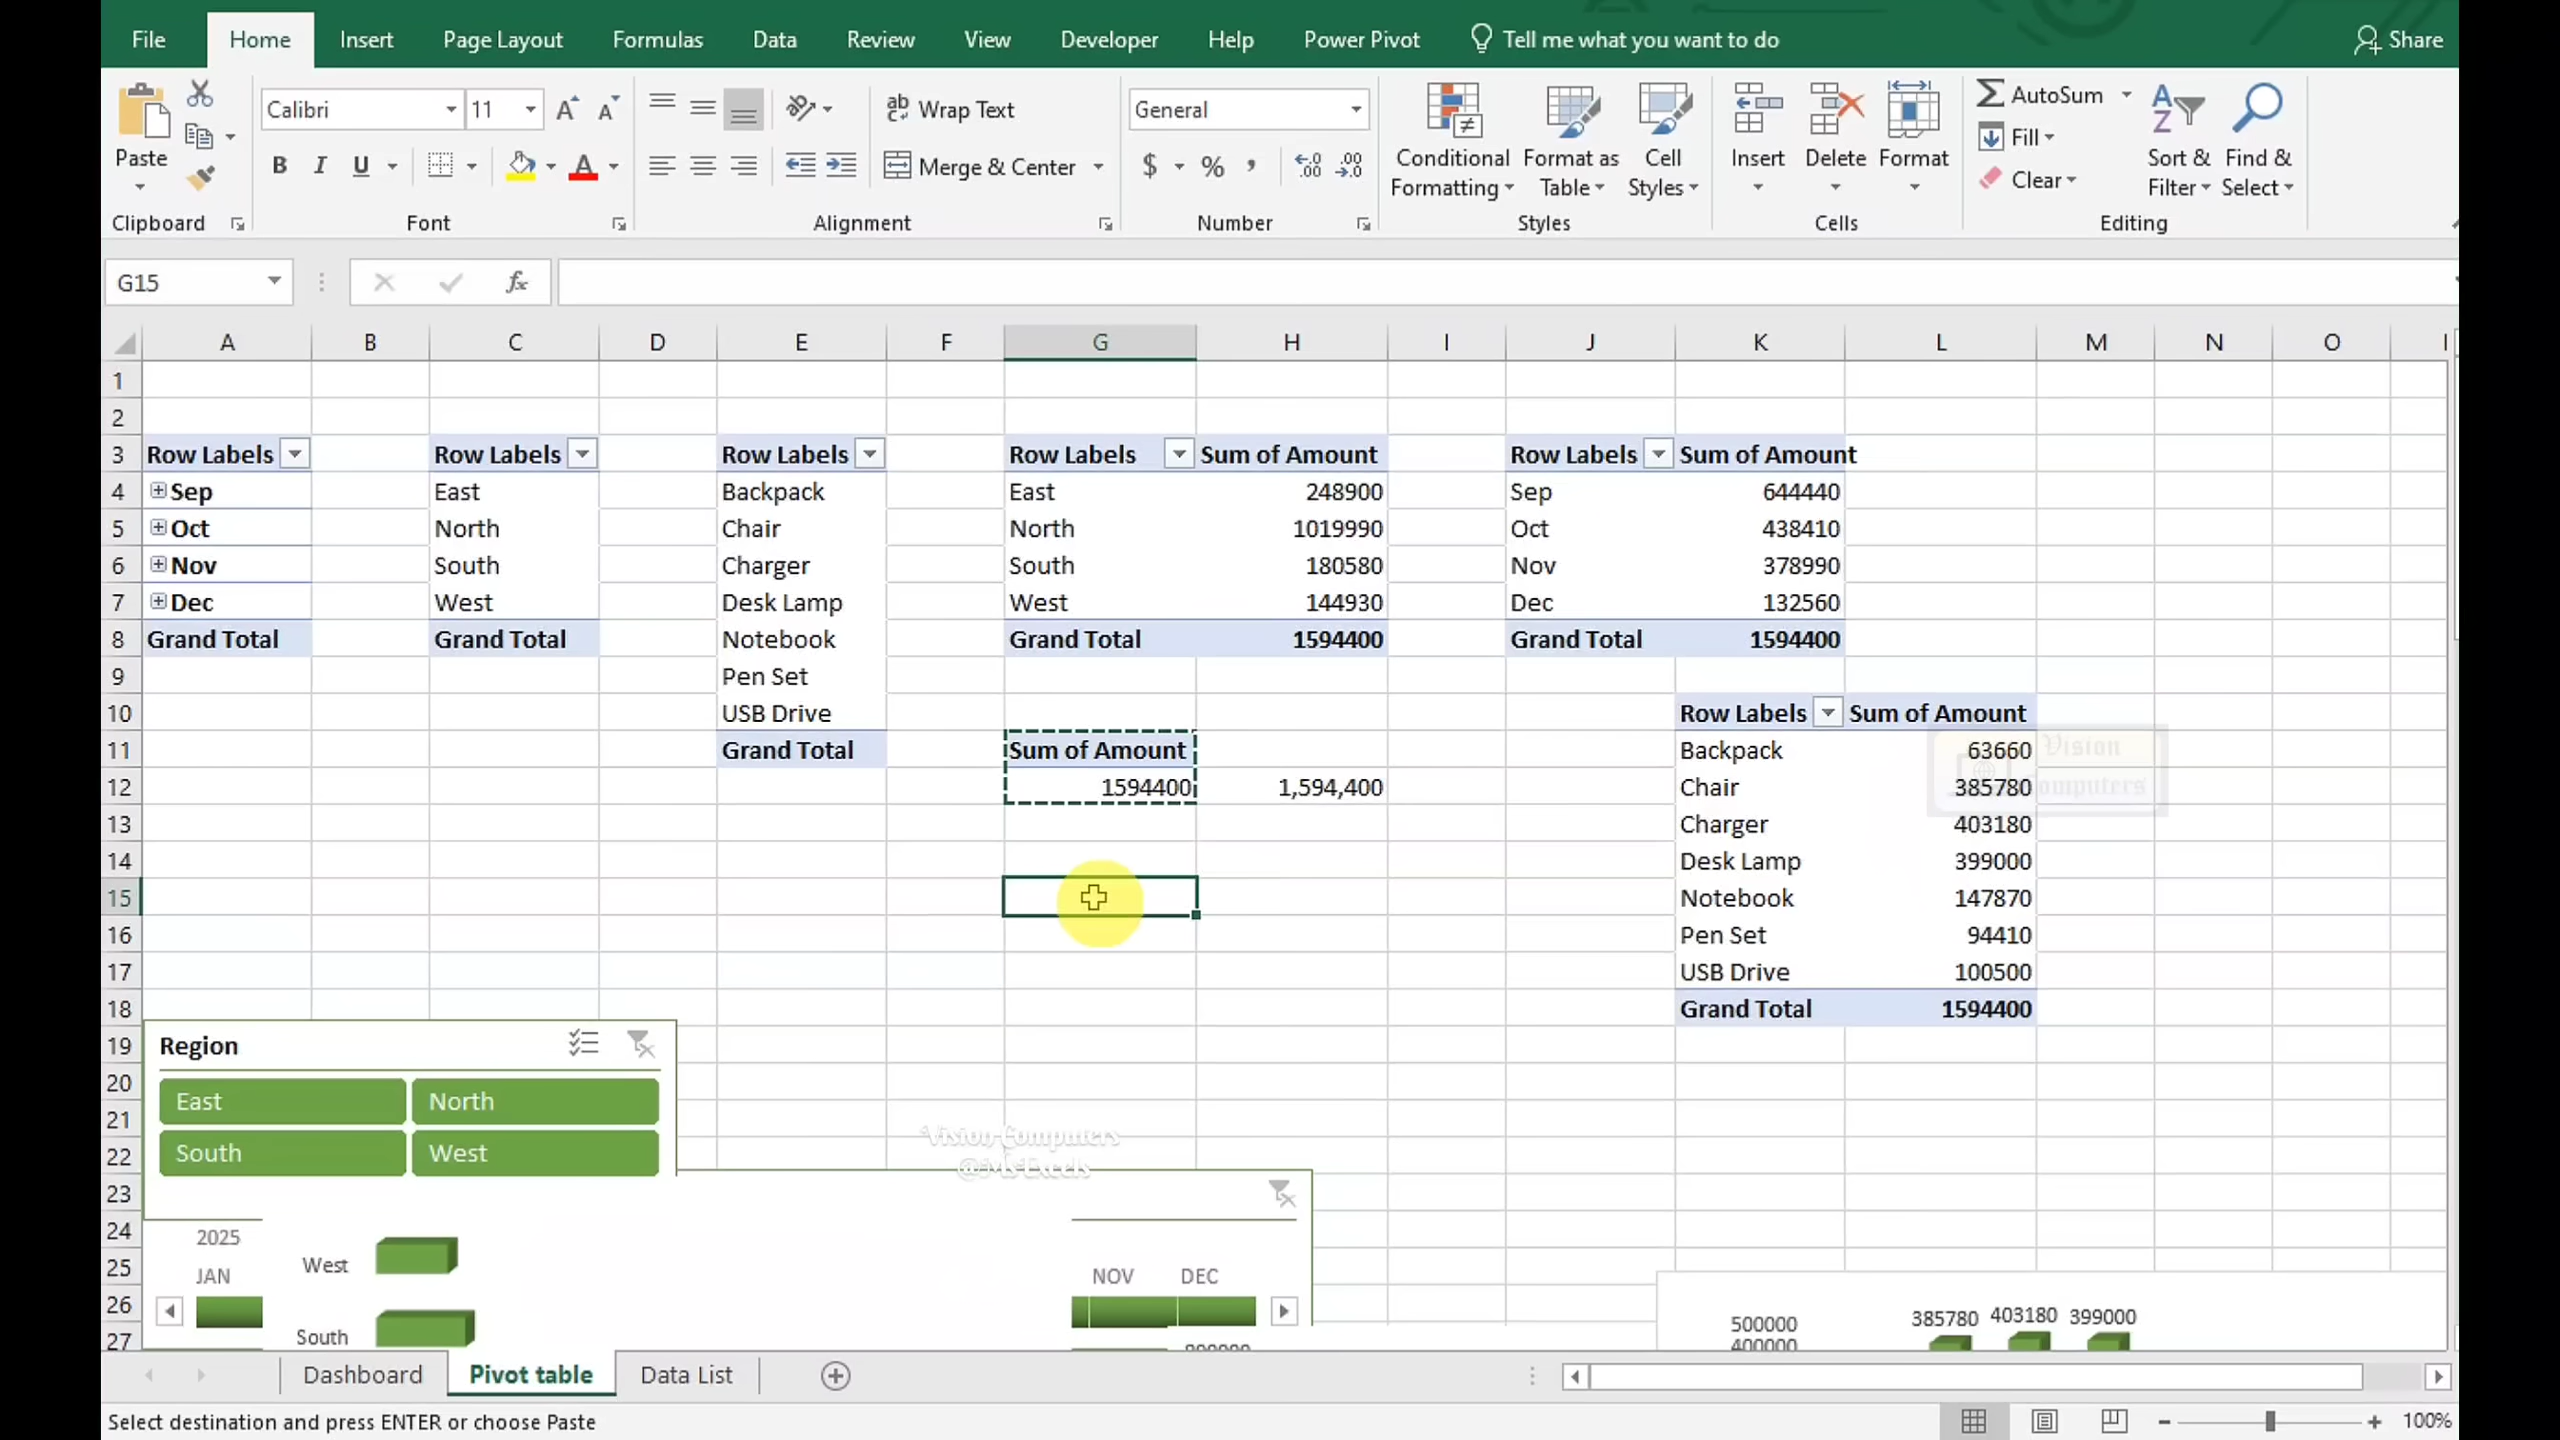 File Home Insert Page Layout Formulas Data Review View Developer Help Power Pivot Tell me what you want to do Share
Paste
Clipboard
Calibri 11
B I U
Font
Wrap Text
Merge & Center
Alignment
General
$ % ,
Number
Conditional Formatting
Format as Table
Cell Styles
Styles
Insert Delete Format
Cells
AutoSum
Fill
Clear
Sort & Filter
Find & Select
Editing
G15
fx
A B C D E F G H I J K L M N O
1
2
3 Row Labels Row Labels Row Labels Row Labels Sum of Amount Row Labels Sum of Amount
4 Sep East Backpack East 248900 Sep 644440
5 Oct North Chair North 1019990 Oct 438410
6 Nov South Charger South 180580 Nov 378990
7 Dec West Desk Lamp West 144930 Dec 132560
8 Grand Total Grand Total Notebook Grand Total 1594400 Grand Total 1594400
9 Pen Set
10 USB Drive Row Labels Sum of Amount
11 Grand Total Sum of Amount Backpack 63660
12 1594400 1,594,400 Chair 385780
13 Charger 403180
14 Desk Lamp 399000
15 Notebook 147870
16 Pen Set 94410
17 USB Drive 100500
18 Grand Total 1594400
19
20
21
22
23
24
25
26
27
Vision
Computers
Region
East North
South West
Vision Computers
@MsExcels
2025
JAN NOV DEC
West
South
500000
400000
385780 403180 399000
Dashboard Pivot table Data List
Select destination and press ENTER or choose Paste
100%